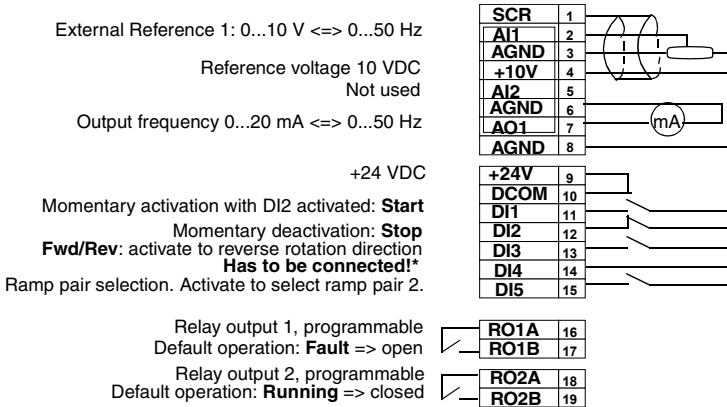 SCR 1
External Reference 1: 0...10 V <=> 0...50 Hz AI1 2
AGND 3
Reference voltage 10 VDC +10V 4
Not used AI2 5
AGND 6
Output frequency 0...20 mA <=> 0...50 Hz AO1 7
mA
AGND 8
+24 VDC +24V 9
DCOM 10
Momentary activation with DI2 activated: Start DI1 11
Momentary deactivation: Stop DI2 12
Fwd/Rev: activate to reverse rotation direction DI3 13
Has to be connected!* DI4 14
Ramp pair selection. Activate to select ramp pair 2. DI5 15
Relay output 1, programmable RO1A 16
Default operation: Fault => open RO1B 17
Relay output 2, programmable RO2A 18
Default operation: Running => closed RO2B 19